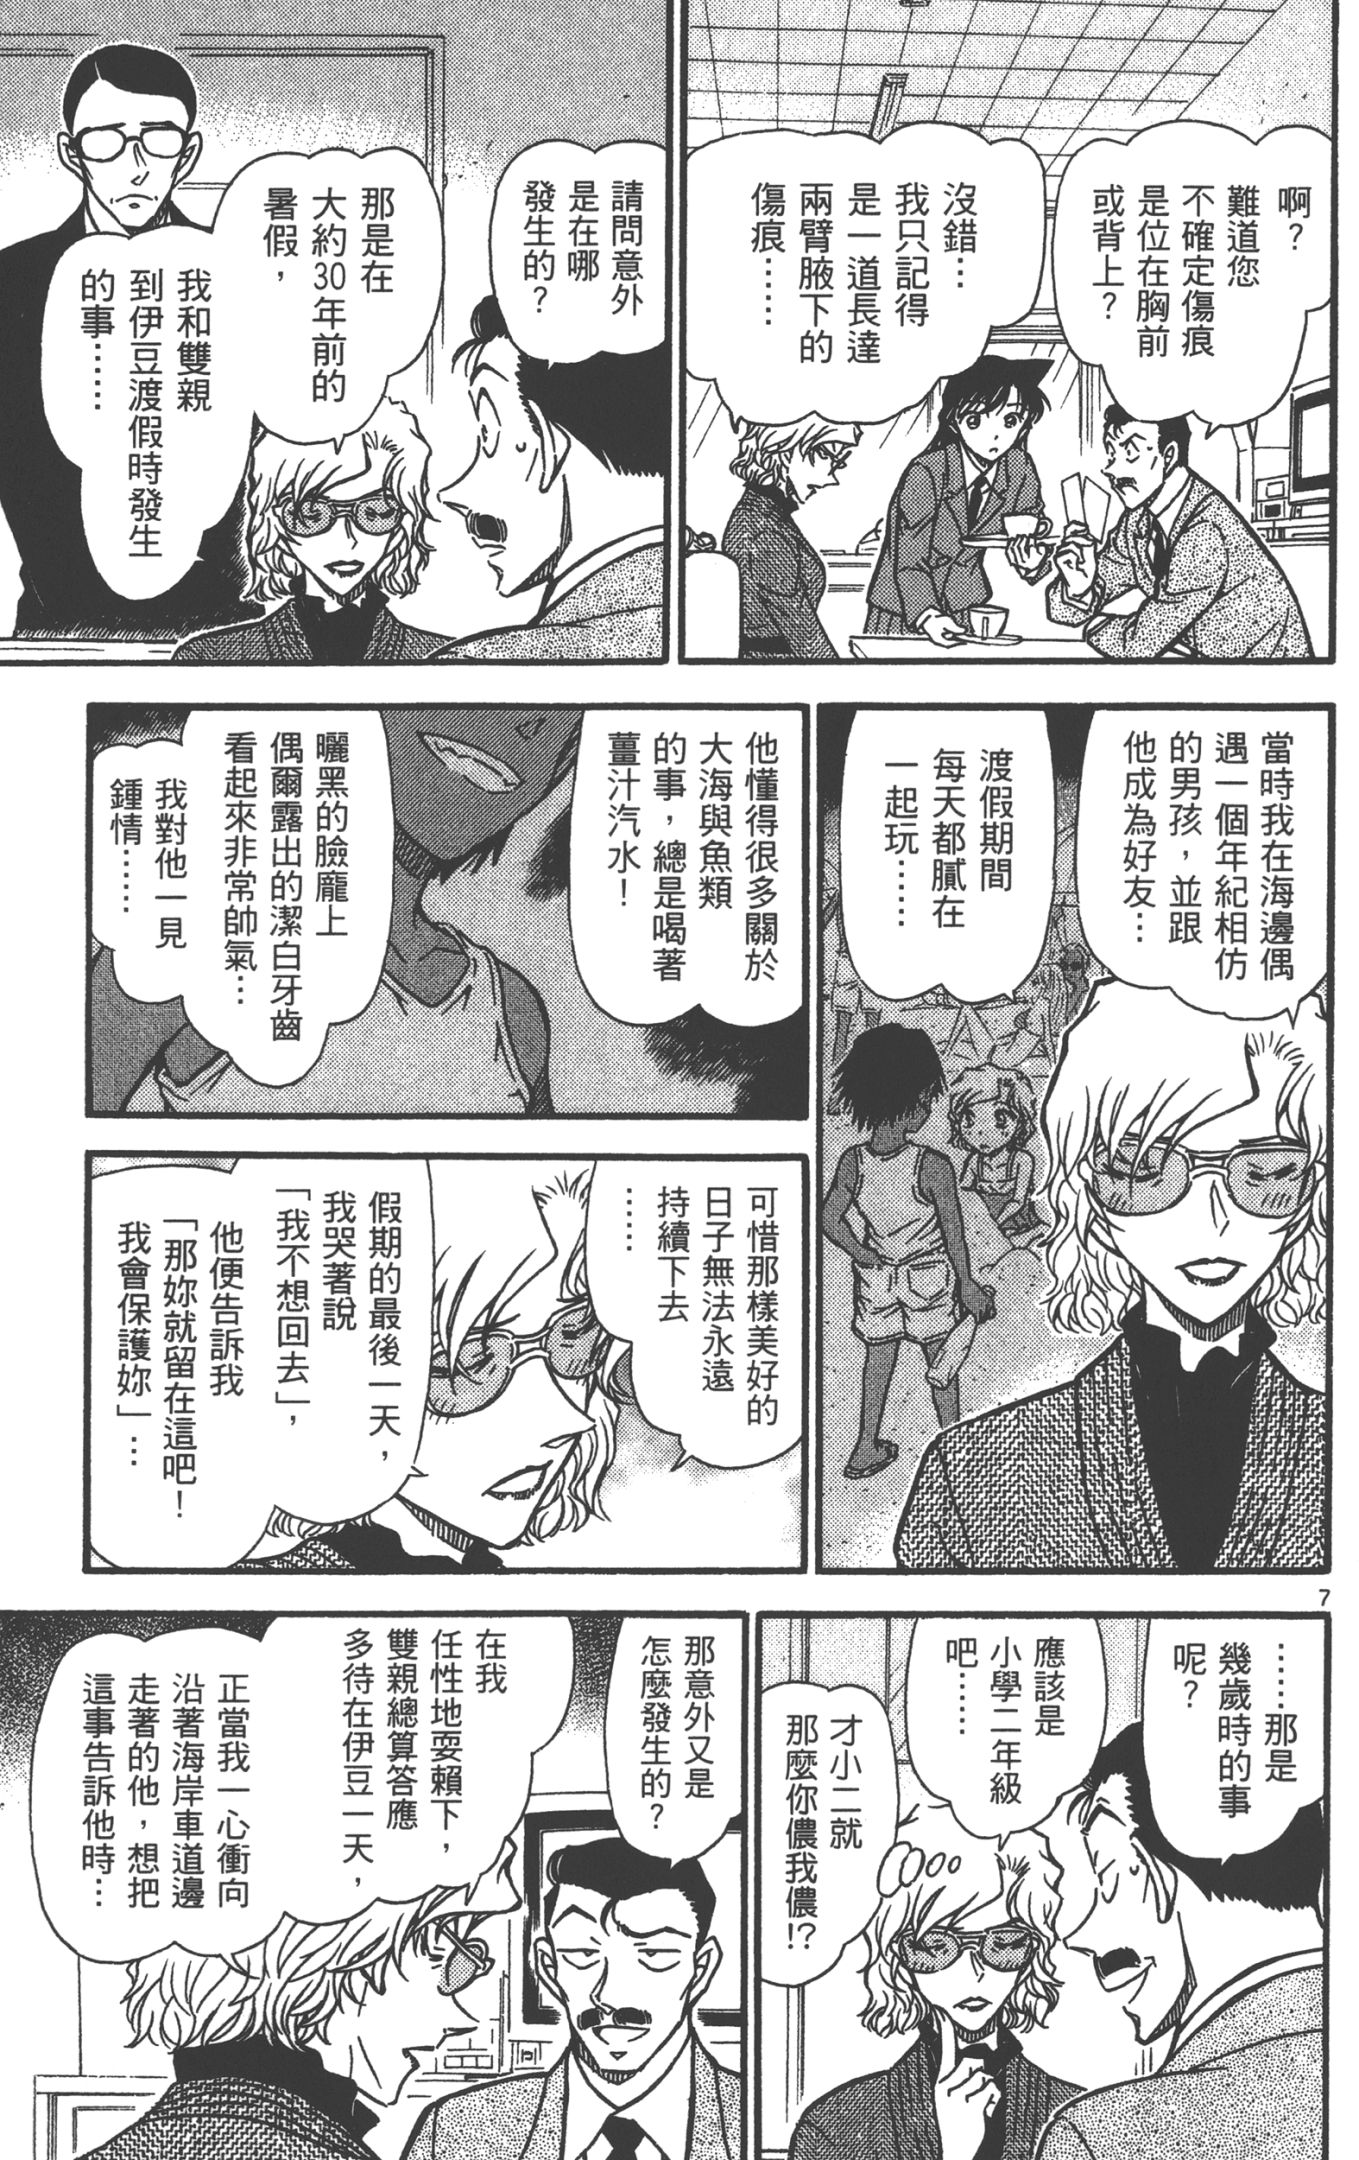 啊？
難道您
不確定傷痕
是位在胸前
或背上？
沒錯…
我只記得
是一道長達
兩臂腋下的
傷痕……
請問意外
是在哪
發生的？
那是在
大約30年前的
暑假，
我和雙親
到伊豆渡假時發生
的事……
當時我在海邊偶
遇一個年紀相仿
的男孩，並跟
他成為好友…
渡假期間
每天都膩在
一起玩……
他懂得很多關於
大海與魚類
的事，總是喝著
薑汁汽水！
曬黑的臉龐上
偶爾露出的潔白牙齒
看起來非常帥氣…
我對他一見
鍾情……
可惜那樣美好的
日子無法永遠
持續下去
……
假期的最後一天，
我哭著說
「我不想回去」，
他便告訴我
「那妳就留在這吧！
我會保護妳」…
7
……那是
幾歲時的事
呢？
應該是
小學二年級
吧……
才小二就
那麼你儂我儂!?
那意外又是
怎麼發生的？
在我
任性地耍賴下，
雙親總算答應
多待在伊豆一天，
正當我一心衝向
沿著海岸車道邊
走著的他，想把
這事告訴他時…